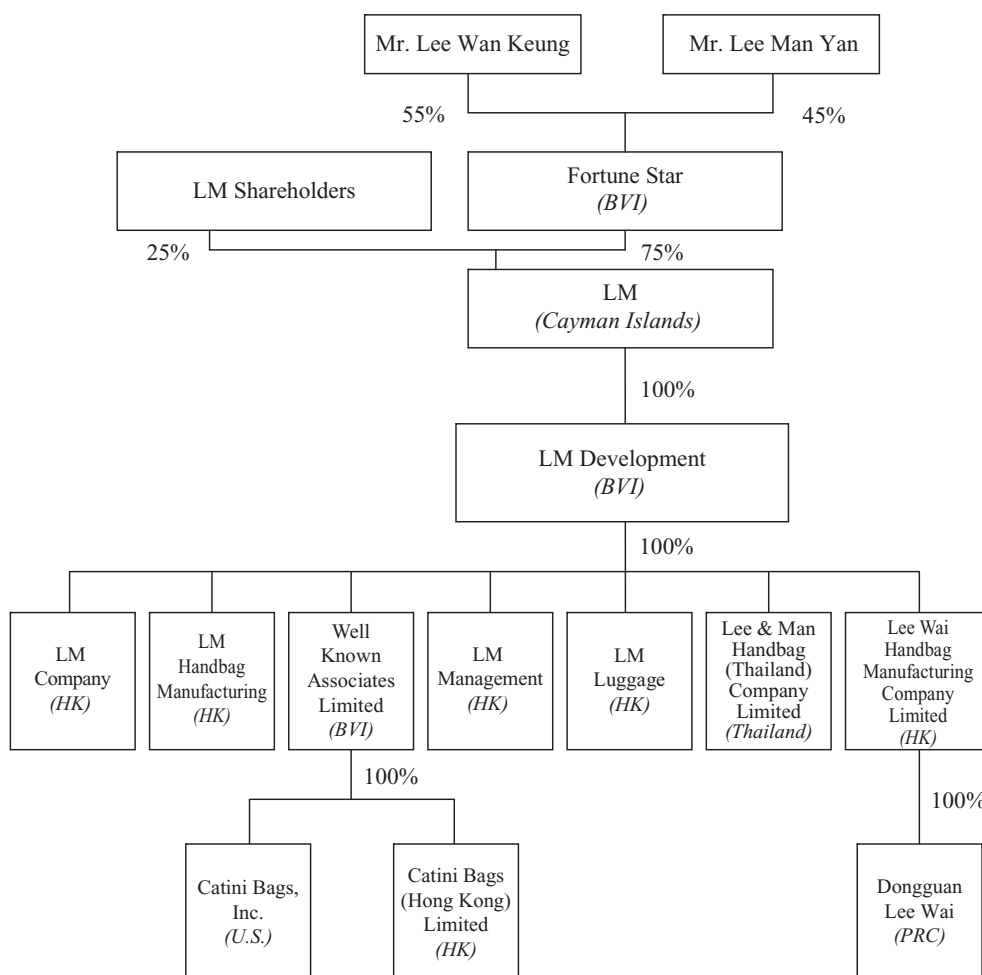 Mr. Lee Wan Keung
Mr. Lee Man Yan
55%
45%
LM Shareholders
Fortune Star
(BVI)
25%
75%
LM
(Cayman Islands)
100%
LM Development
(BVI)
100%
LM
Company
(HK)
LM
Handbag
Manufacturing
(HK)
Well
Known
Associates
Limited
(BVI)
LM
Management
(HK)
LM
Luggage
(HK)
Lee & Man
Handbag
(Thailand)
Company
Limited
(Thailand)
Lee Wai
Handbag
Manufacturing
Company
Limited
(HK)
100%
100%
Catini Bags,
Inc.
(U.S.)
Catini Bags
(Hong Kong)
Limited
(HK)
Dongguan
Lee Wai
(PRC)